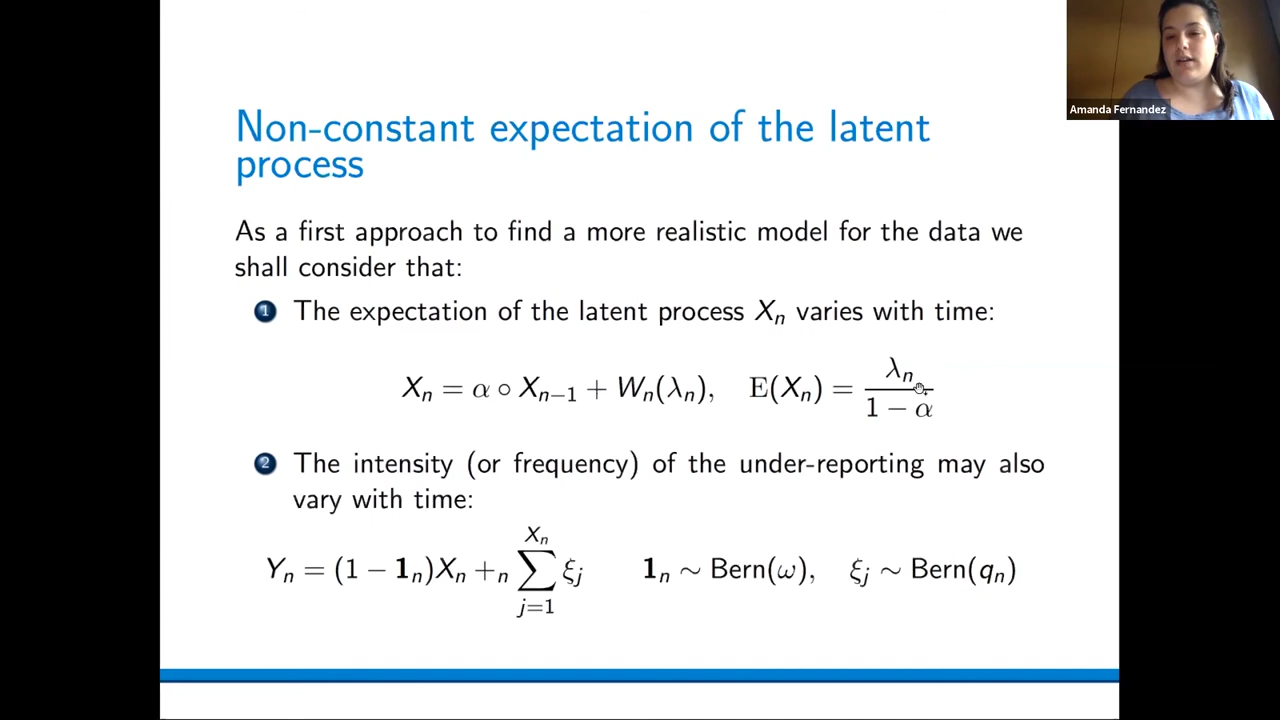 Amanda Fernandez
Non-constant expectation of the latent
process
As a first approach to find a more realistic model for the data we
shall consider that:
1 The expectation of the latent process Xₙ varies with time:
Xₙ = α ∘ Xₙ₋₁ + Wₙ(λₙ), E(Xₙ) = λₙ / (1 − α)
2 The intensity (or frequency) of the under-reporting may also
vary with time:
Yₙ = (1 − 𝟏ₙ)Xₙ +ₙ ∑_{j=1}^{Xₙ} ξⱼ 𝟏ₙ ∼ Bern(ω), ξⱼ ∼ Bern(qₙ)